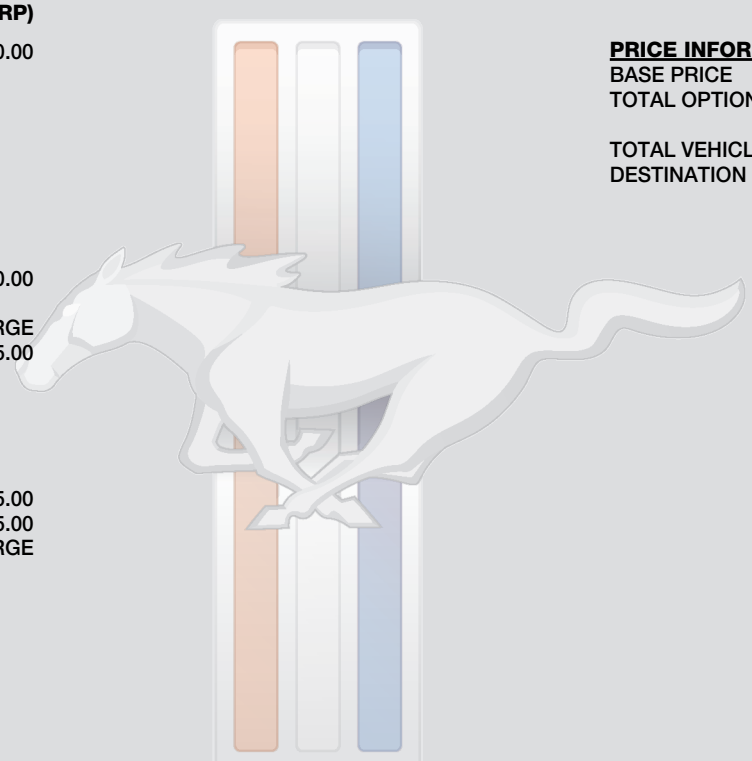 RP)
0.00
0.00
RGE
5.00
5.00
5.00
RGE
PRICE INFOR
BASE PRICE
TOTAL OPTION
TOTAL VEHICL
DESTINATION